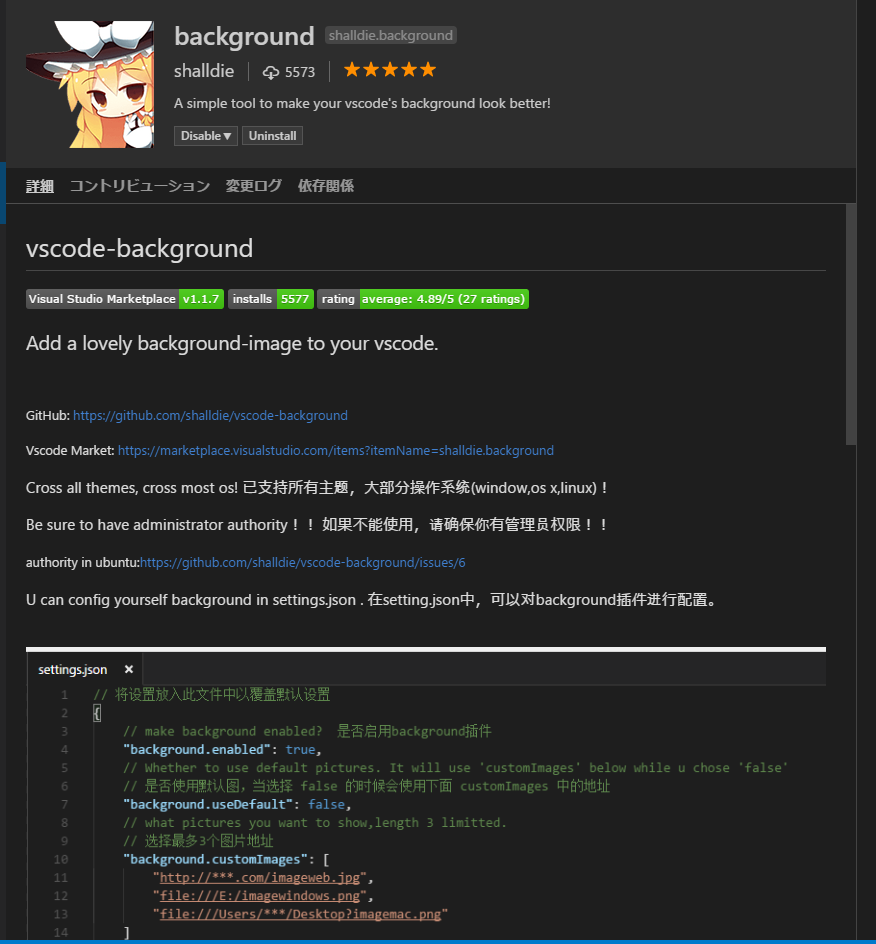 background shalldie.background
shalldie 5573
A simple tool to make your vscode's background look better!
Disable▼ Uninstall
詳細 コントリビューション 変更ログ 依存関係
vscode-background
Visual Studio Marketplace v1.1.7 installs 5577 rating average: 4.89/5 (27 ratings)
Add a lovely background-image to your vscode.
GitHub: https://github.com/shalldie/vscode-background
Vscode Market: https://marketplace.visualstudio.com/items?itemName=shalldie.background
Cross all themes, cross most os! 已支持所有主题，大部分操作系统(window,os x,linux)！
Be sure to have administrator authority！！ 如果不能使用，请确保你有管理员权限！！
authority in ubuntu:https://github.com/shalldie/vscode-background/issues/6
U can config yourself background in settings.json . 在setting.json中，可以对background插件进行配置。
settings.json ×
1 // 将设置放入此文件中以覆盖默认设置
2 {
3 // make background enabled? 是否启用background插件
4 "background.enabled": true,
5 // Whether to use default pictures. It will use 'customImages' below while u chose 'false'
6 // 是否使用默认图，当选择 false 的时候会使用下面 customImages 中的地址
7 "background.useDefault": false,
8 // what pictures you want to show,length 3 limitted.
9 // 选择最多3个图片地址
10 "background.customImages": [
11 "http://***.com/imageweb.jpg",
12 "file:///E:/imagewindows.png",
13 "file:///Users/***/Desktop?imagemac.png"
14 ]